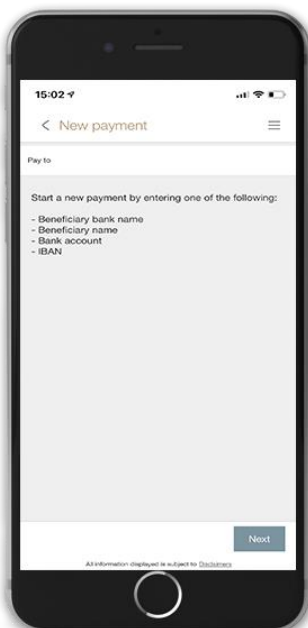 15:02
New payment
Pay to
Start a new payment by entering one of the following:
- Beneficiary bank name
- Beneficiary name
- Bank account
- IBAN
Next
All information displayed is subject to Disclaimers